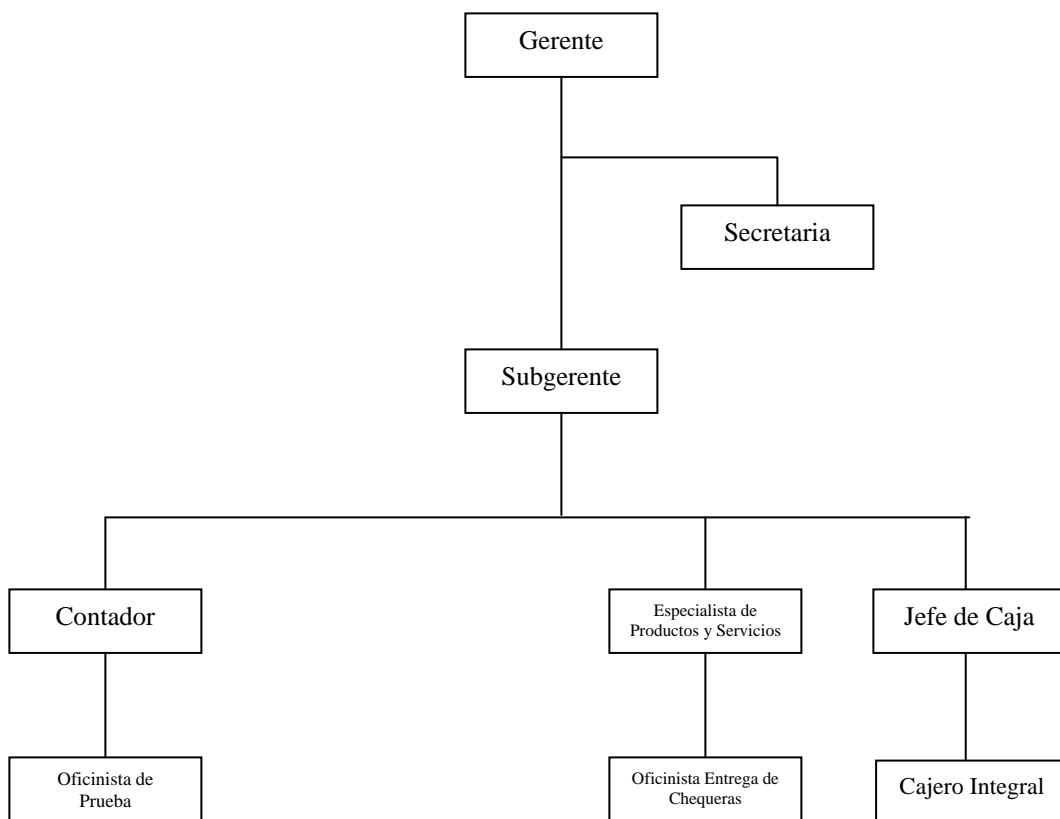 Gerente
Secretaria
Subgerente
Contador
Especialista de
Productos y Servicios
Jefe de Caja
Oficinista de
Prueba
Oficinista Entrega de
Chequeras
Cajero Integral